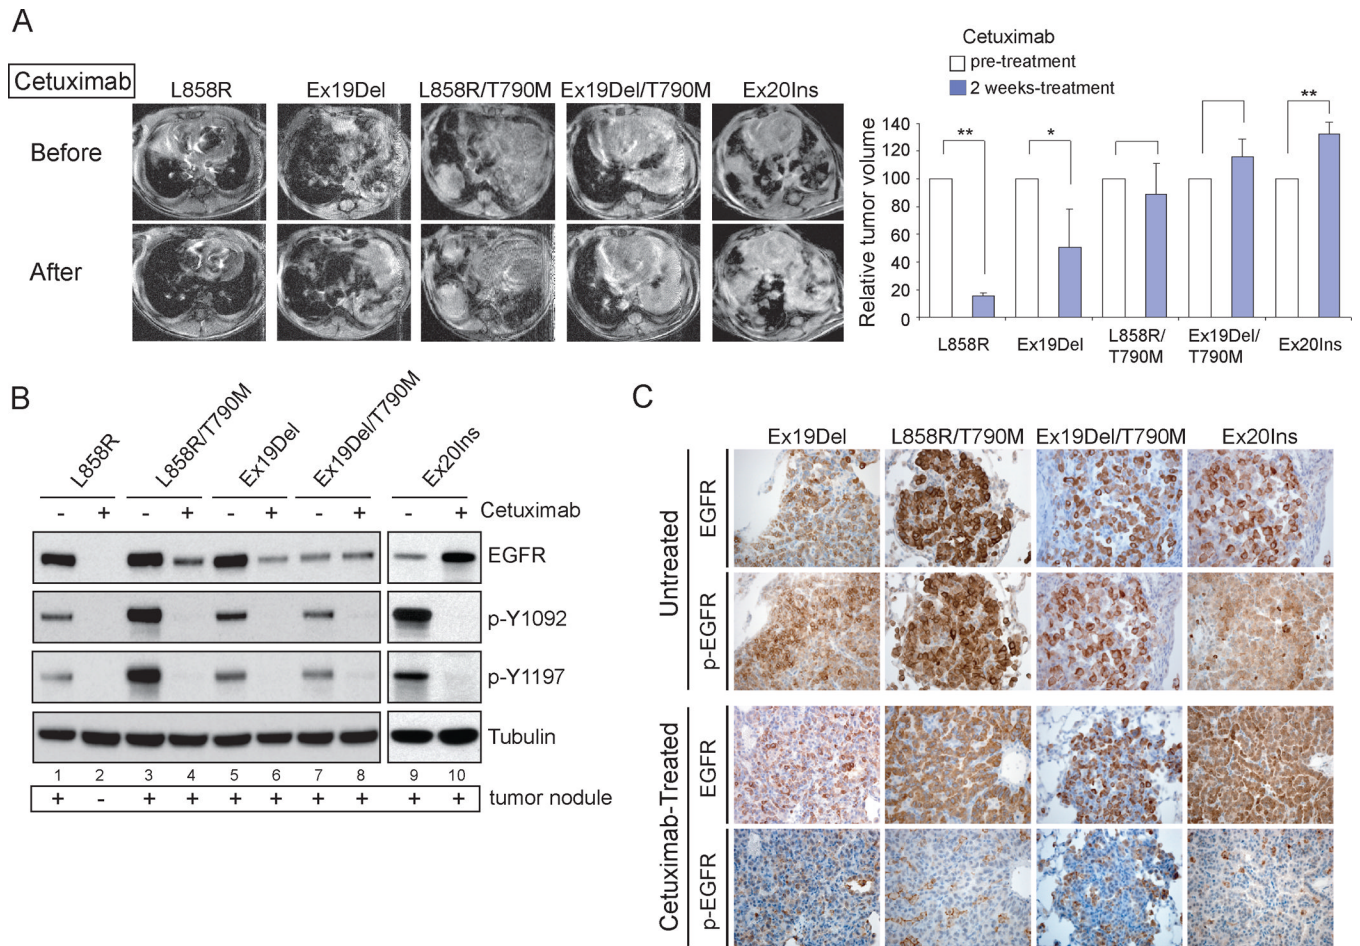 A
Cetuximab
L858R Ex19Del L858R/T790M Ex19Del/T790M Ex20Ins
Before
After
Cetuximab
pre-treatment
2 weeks-treatment
Relative tumor volume
140
120
100
80
60
40
20
0
** * **
L858R Ex19Del L858R/ T790M Ex19Del/ T790M Ex20Ins
B
L858R L858R/T790M Ex19Del Ex19Del/T790M Ex20Ins
- + - + - + - + - + Cetuximab
EGFR
p-Y1092
p-Y1197
Tubulin
1 2 3 4 5 6 7 8 9 10
+ - + + + + + + + + tumor nodule
C
Ex19Del L858R/T790M Ex19Del/T790M Ex20Ins
Untreated
EGFR
p-EGFR
Cetuximab-Treated
EGFR
p-EGFR